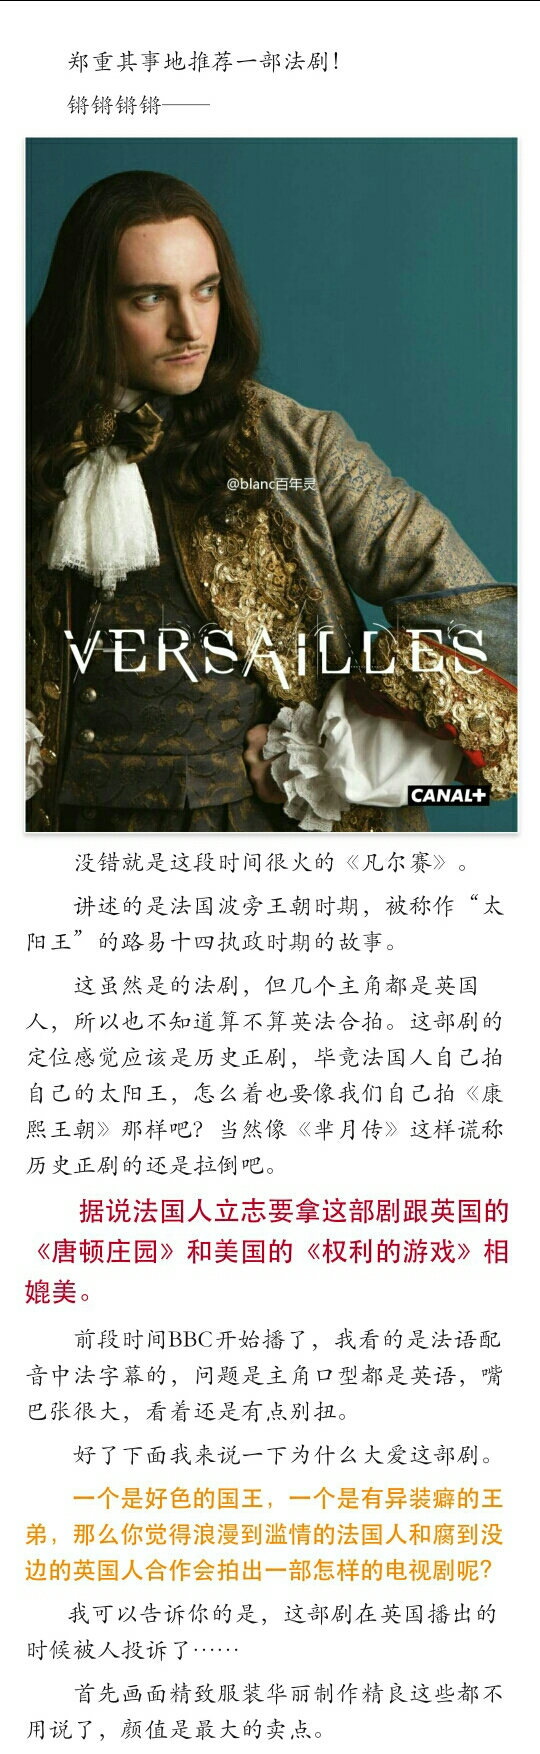 郑重其事地推荐一部法剧！
锵锵锵锵——
@blanc百年灵
VERSAiLLES
CANAL+
没错就是这段时间很火的《凡尔赛》。
讲述的是法国波旁王朝时期，被称作“太
阳王”的路易十四执政时期的故事。
这虽然是的法剧，但几个主角都是英国
人，所以也不知道算不算英法合拍。这部剧的
定位感觉应该是历史正剧，毕竟法国人自己拍
自己的太阳王，怎么着也要像我们自己拍《康
熙王朝》那样吧？当然像《芈月传》这样谎称
历史正剧的还是拉倒吧。
据说法国人立志要拿这部剧跟英国的
《唐顿庄园》和美国的《权利的游戏》相
媲美。
前段时间BBC开始播了，我看的是法语配
音中法字幕的，问题是主角口型都是英语，嘴
巴张很大，看着还是有点别扭。
好了下面我来说一下为什么大爱这部剧。
一个是好色的国王，一个是有异装癖的王
弟，那么你觉得浪漫到滥情的法国人和腐到没
边的英国人合作会拍出一部怎样的电视剧呢？
我可以告诉你的是，这部剧在英国播出的
时候被人投诉了……
首先画面精致服装华丽制作精良这些都不
用说了，颜值是最大的卖点。